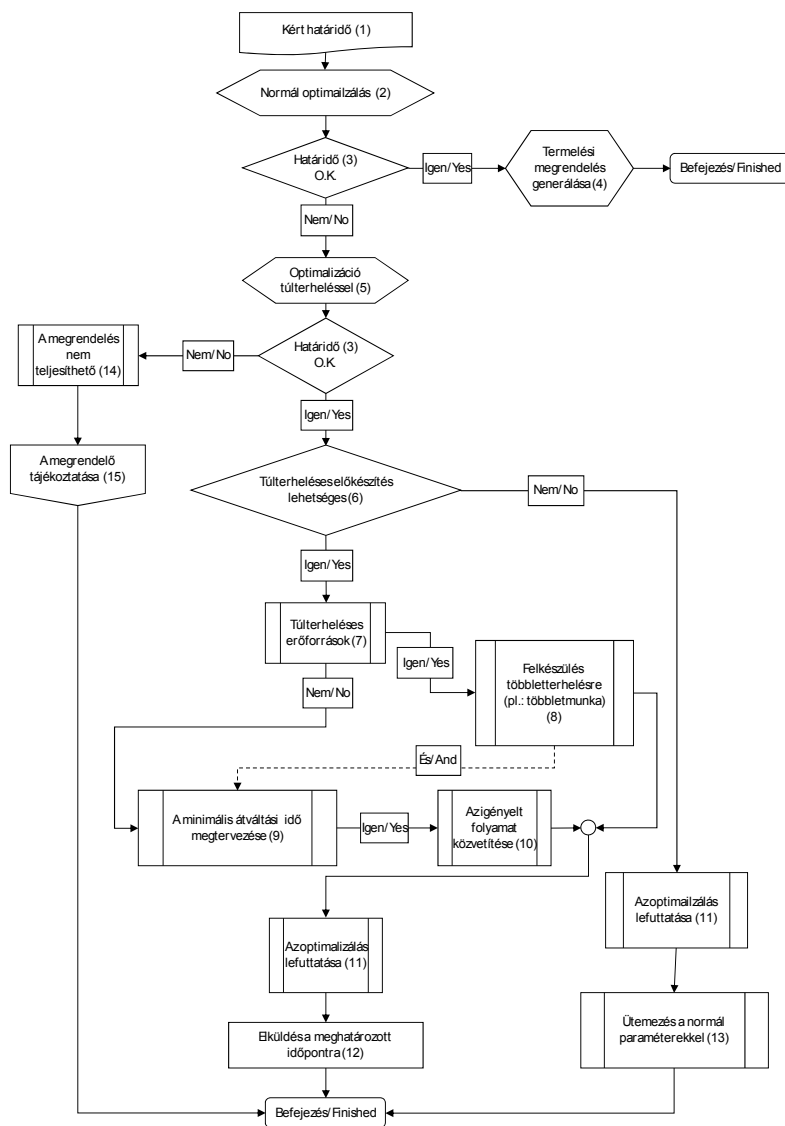 Kért határidő (1)
Normál optimailzálás (2)
Határidő (3)
O.K.
Igen/Yes
Termelési
megrendelés
generálása (4)
Befejezés/Finished
Nem/No
Optimalizáció
túlterheléssel (5)
Határidő (3)
O.K.
Nem/No
A megrendelés
nem
teljesíthető (14)
A megrendelő
tájékoztatása (15)
Igen/Yes
Túlterheléses előkészítés
lehetséges (6)
Nem/No
Igen/Yes
Túlterheléses
erőforrások (7)
Igen/Yes
Felkészülés
többletterhelésre
(pl.: többletmunka)
(8)
Nem/No
És/And
A minimális átváltási idő
megtervezése (9)
Igen/Yes
Az igényelt
folyamat
közvetítése (10)
Az optimailzálás
lefuttatása (11)
Az optimalizálás
lefuttatása (11)
Ütemezés a normál
paraméterekkel (13)
Elküldés a meghatározott
időpontra (12)
Befejezés/Finished